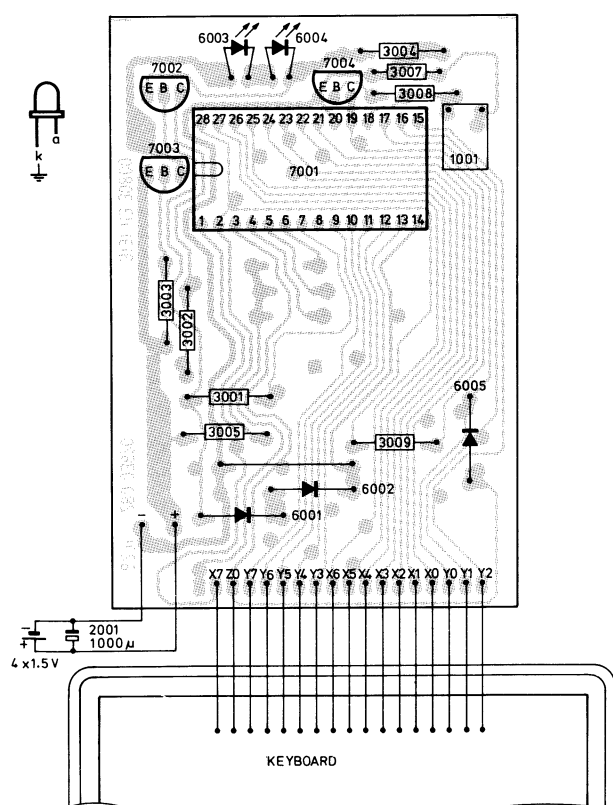 6003 6004
3004
7002 7004 3007
E B C E B C 3008
k a
28 27 26 25 24 23 22 21 20 19 18 17 16 15
7003 7001 1001
E B C
1 2 3 4 5 6 7 8 9 10 11 12 13 14
3003
3002
3001
6005
3005
3009
6002
6001
- +
X7 Z0 Y7 Y6 Y5 Y4 Y3 X6 X5 X4 X3 X2 X1 X0 Y0 Y1 Y2
- 2001
+ 1000µ
4 x 1.5 V
KEYBOARD